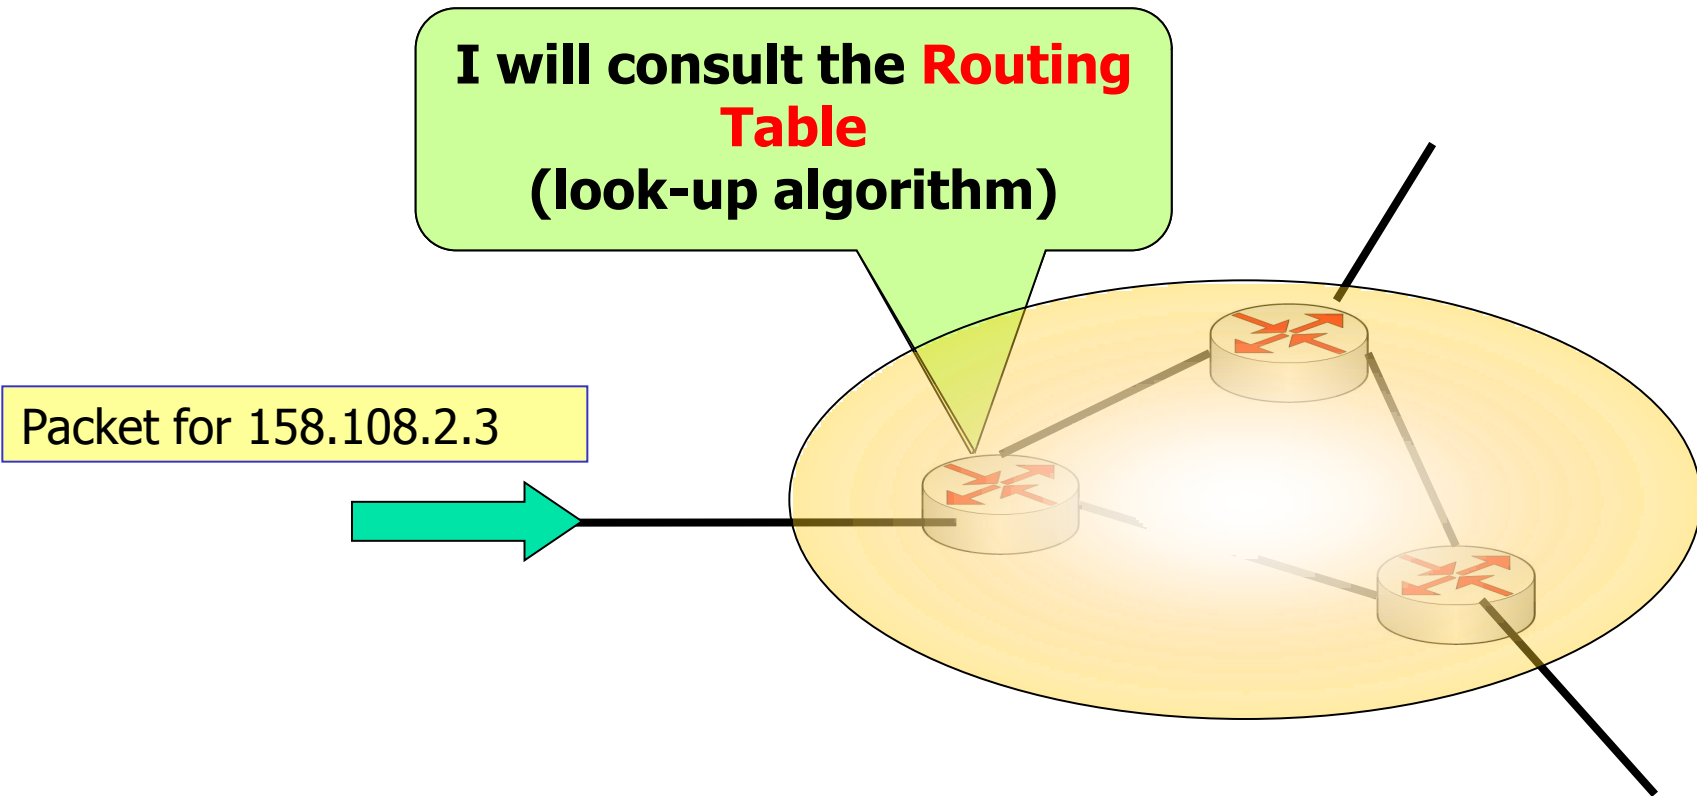 I will consult the Routing
Table
(look-up algorithm)
Packet for 158.108.2.3